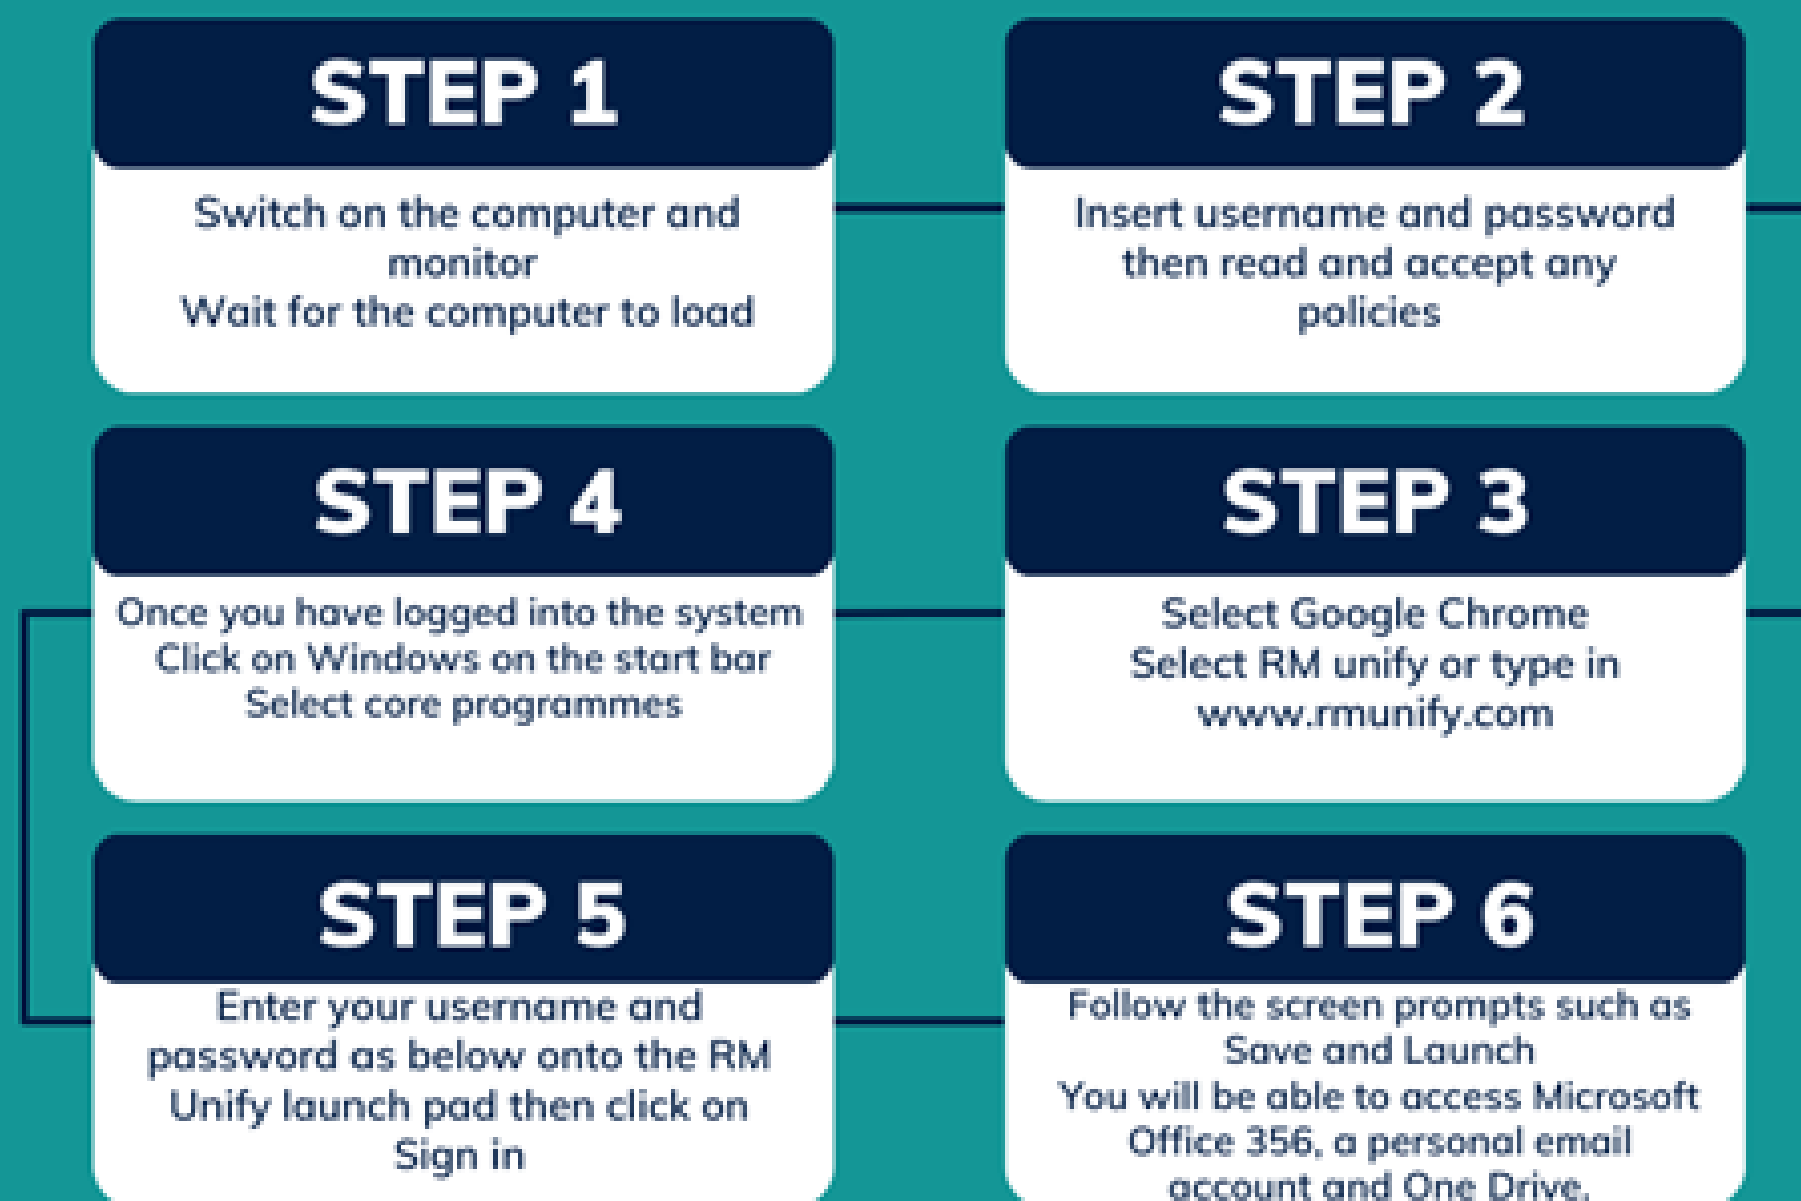 STEP 1
Switch on the computer and
monitor
Wait for the computer to load
STEP 2
Insert username and password
then read and accept any
policies
STEP 3
Select Google Chrome
Select RM unify or type in
www.rmunify.com
STEP 4
Once you have logged into the system
Click on Windows on the start bar
Select core programmes
STEP 5
Enter your username and
password as below onto the RM
Unify launch pad then click on
Sign in
STEP 6
Follow the screen prompts such as
Save and Launch
You will be able to access Microsoft
Office 356, a personal email
account and One Drive.